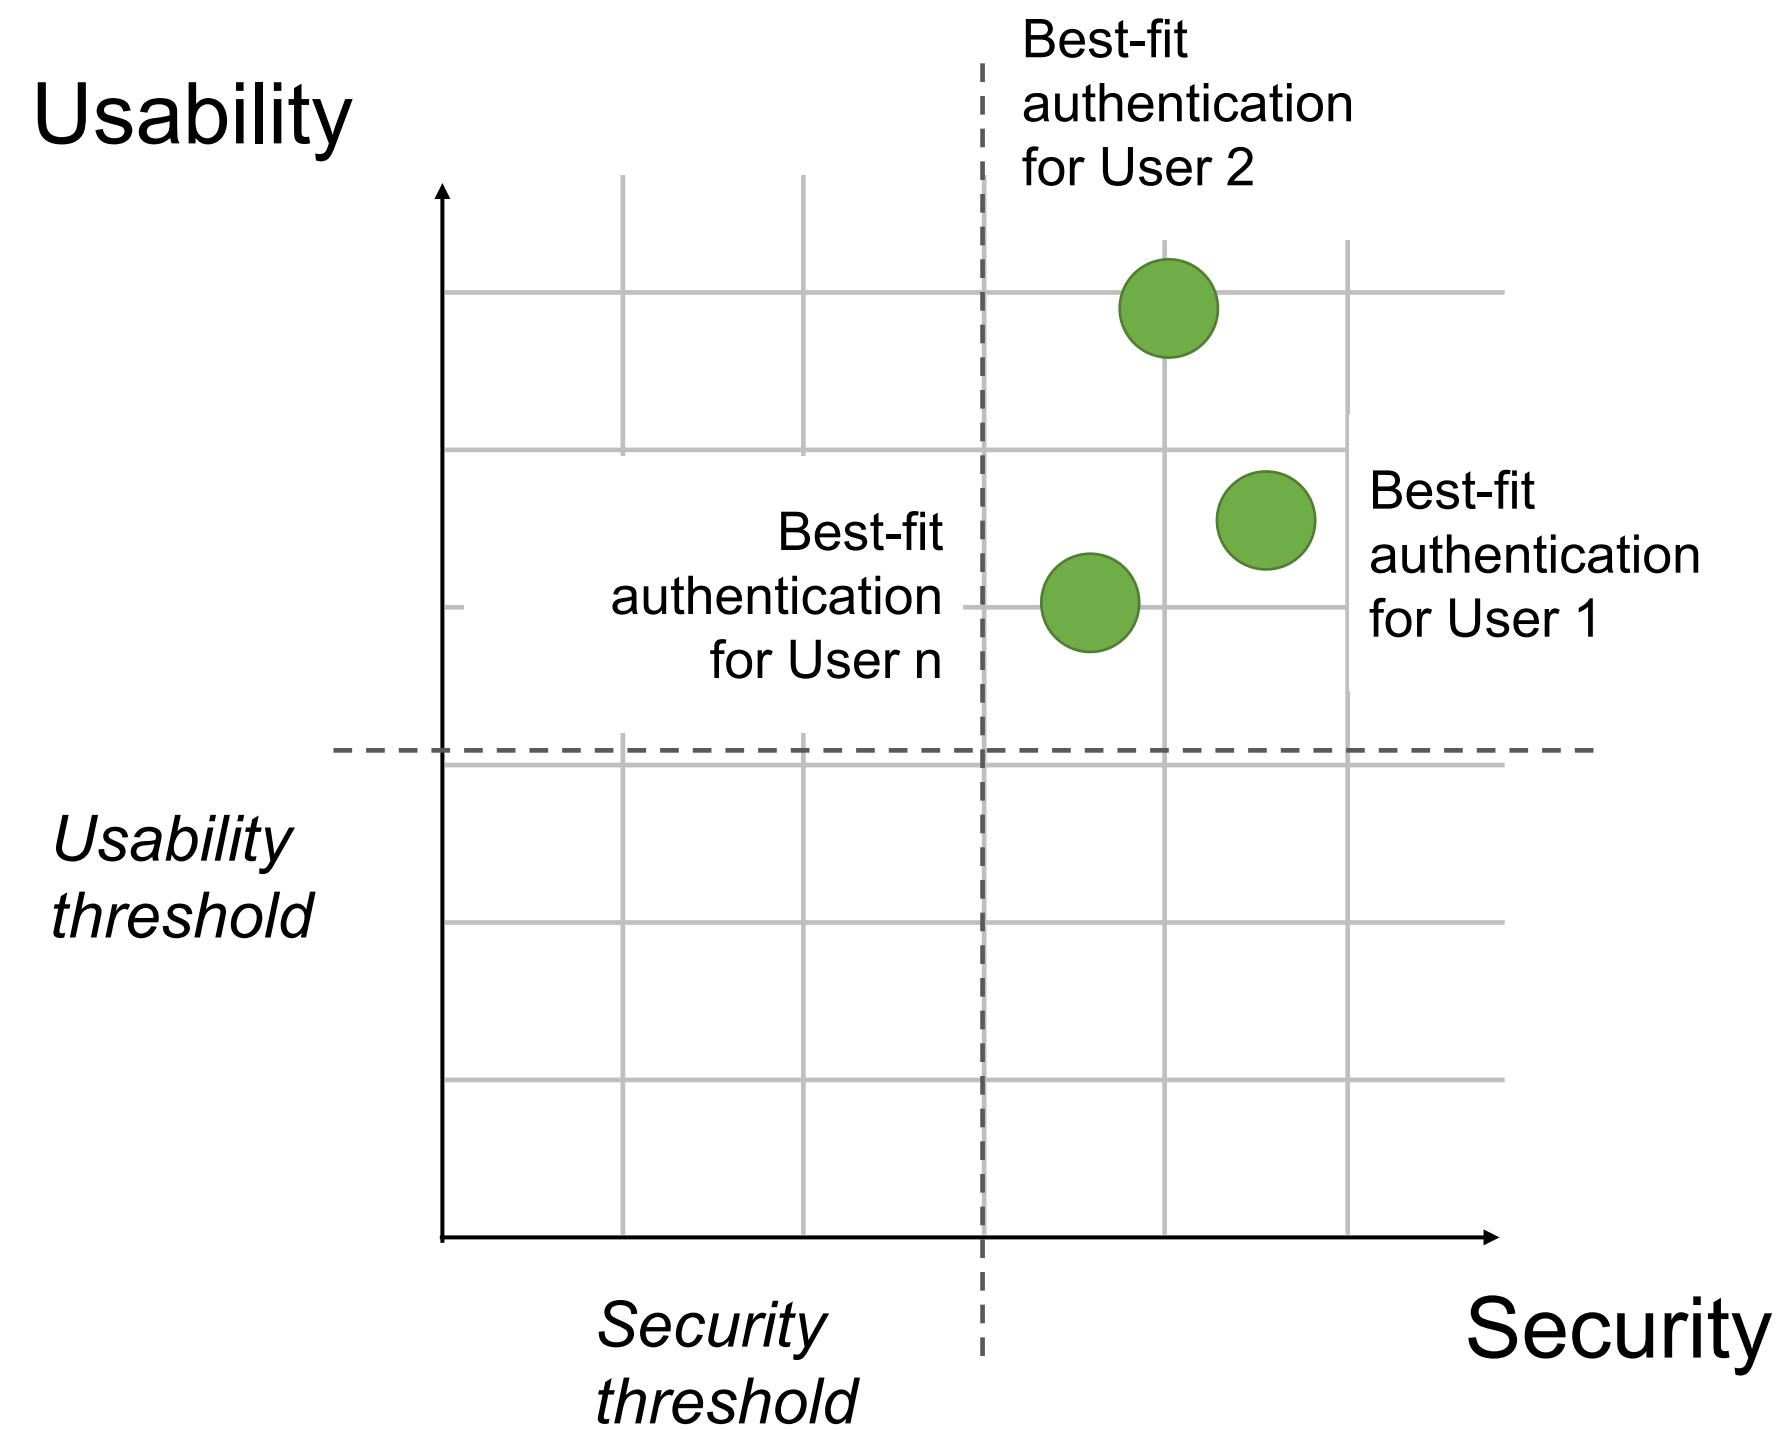 Best-fit
authentication
for User 2
Usability
Best-fit
authentication
for User 1
Best-fit
authentication
for User n
Usability
threshold
Security
threshold
Security